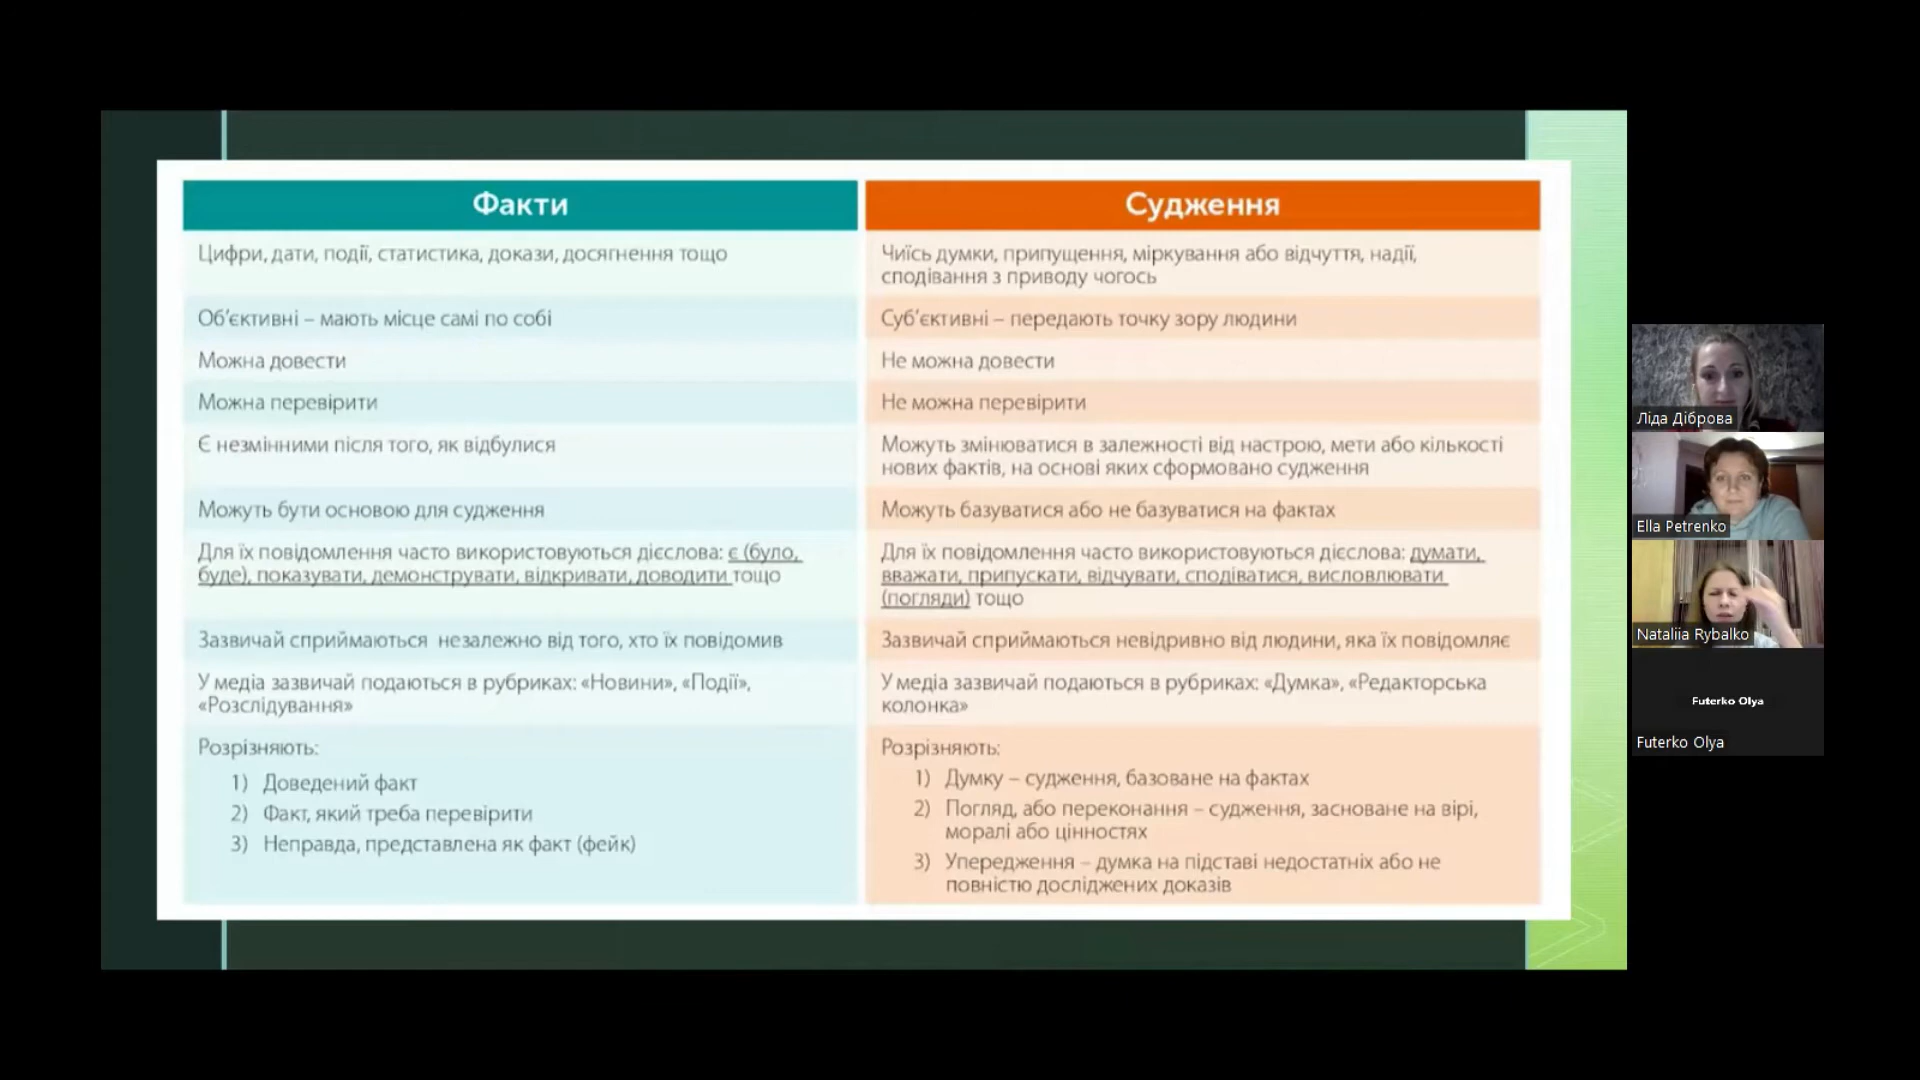 Факти
Судження
Цифри, дати, події, статистика, докази, досягнення тощо
Чиїсь думки, припущення, міркування або відчуття, надії,
сподівання з приводу чогось
Об’єктивні – мають місце самі по собі
Суб’єктивні – передають точку зору людини
Можна довести
Не можна довести
Можна перевірити
Не можна перевірити
Є незмінними після того, як відбулися
Можуть змінюватися в залежності від настрою, мети або кількості
нових фактів, на основі яких сформовано судження
Можуть бути основою для судження
Можуть базуватися або не базуватися на фактах
Для їх повідомлення часто використовуються дієслова: є (було,
буде), показувати, демонструвати, відкривати, доводити тощо
Для їх повідомлення часто використовуються дієслова: думати,
вважати, припускати, відчувати, сподіватися, висловлювати
(погляди) тощо
Зазвичай сприймаються незалежно від того, хто їх повідомив
Зазвичай сприймаються невідривно від людини, яка їх повідомляє
У медіа зазвичай подаються в рубриках: «Новини», «Події»,
«Розслідування»
У медіа зазвичай подаються в рубриках: «Думка», «Редакторська
колонка»
Розрізняють:
1) Доведений факт
2) Факт, який треба перевірити
3) Неправда, представлена як факт (фейк)
Розрізняють:
1) Думку – судження, базоване на фактах
2) Погляд, або переконання – судження, засноване на вірі,
моралі або цінностях
3) Упередження – думка на підставі недостатніх або не
повністю досліджених доказів
Ліда Діброва
Ella Petrenko
Nataliia Rybalko
Futerko Olya
Futerko Olya